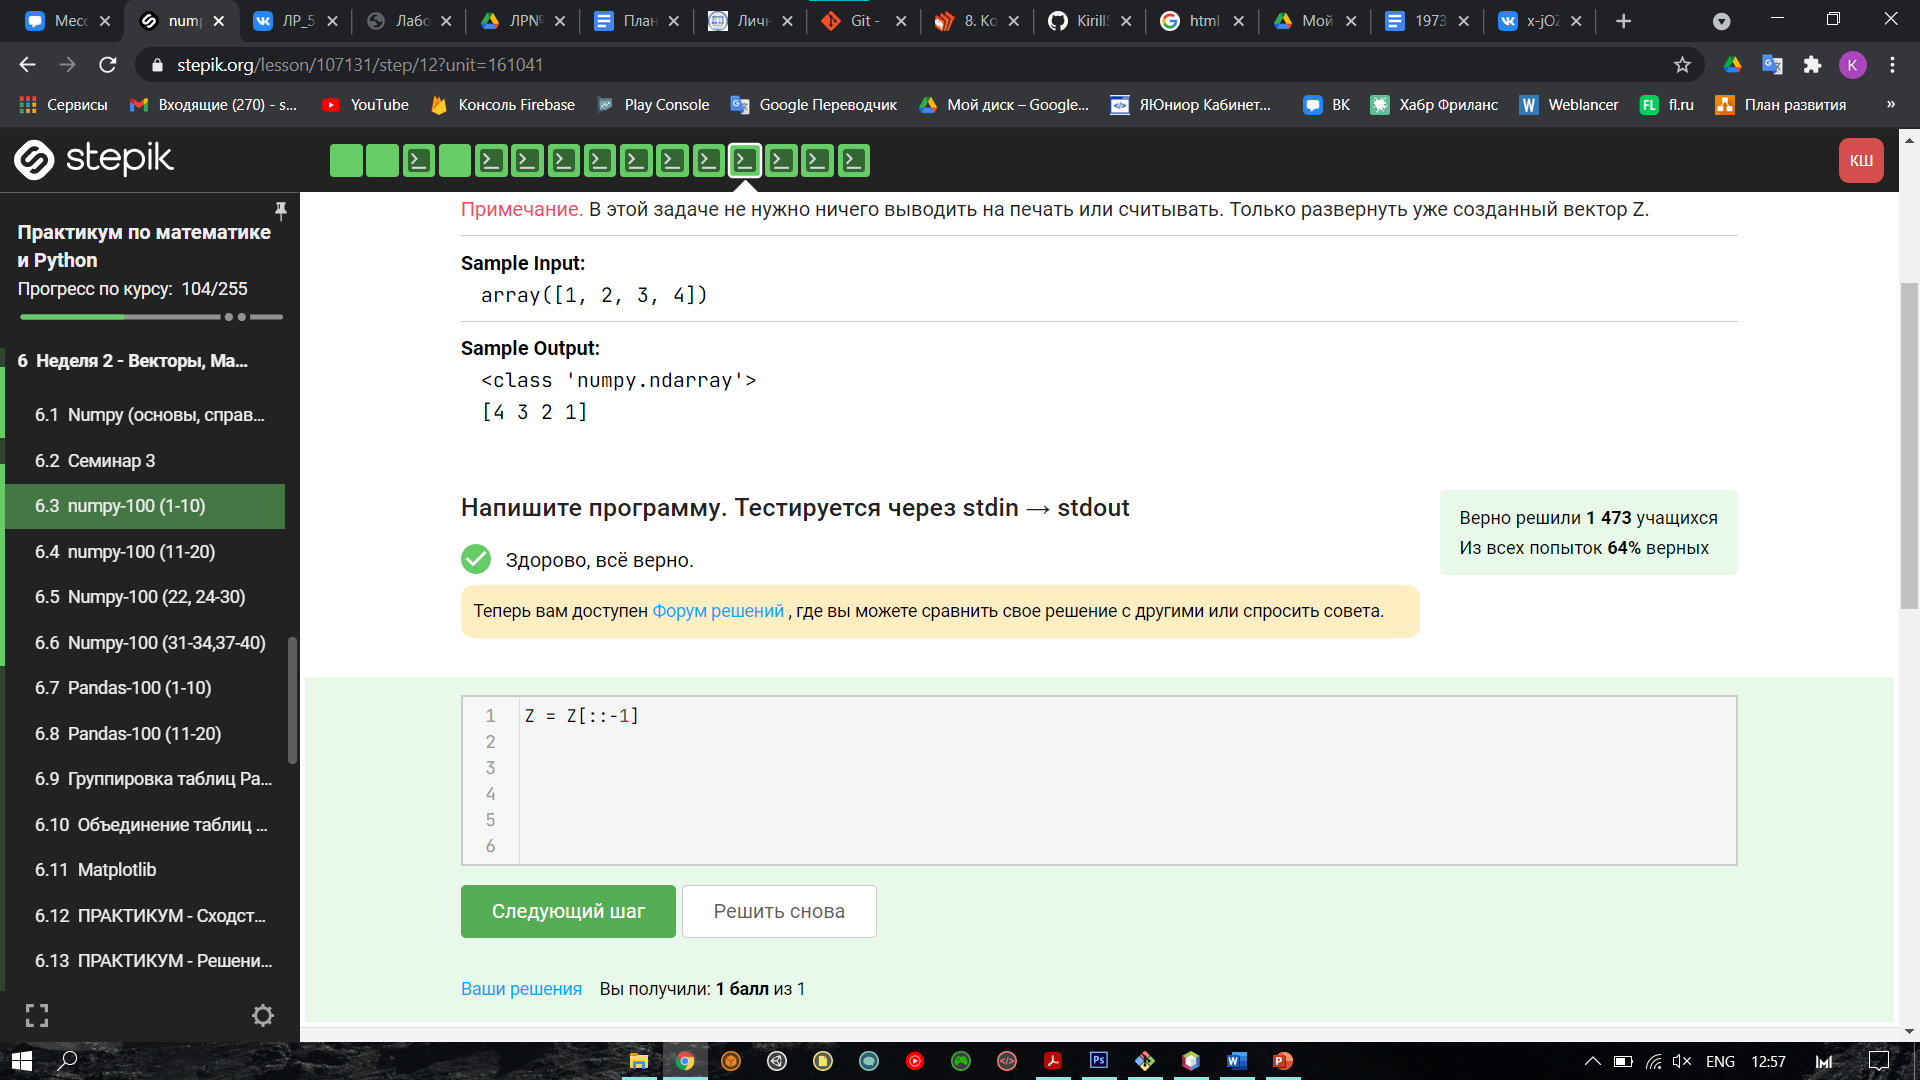 Месс
num
ЛР_5
Лабо
ЛР№
План
Личн
Git -
8. Ко
Kirill
html
Мой
1973
x-jO
stepik.org/lesson/107131/step/12?unit=161041
K
Сервисы
Входящие (270) - s...
YouTube
Консоль Firebase
Play Console
Google Переводчик
Мой диск – Google...
ЯЮниор Кабинет...
ВК
Хабр Фриланс
Weblancer
fl.ru
План развития
»
stepik
КШ
Практикум по математике
и Python
Прогресс по курсу: 104/255
6 Неделя 2 - Векторы, Ма...
6.1 Numpy (основы, справ...
6.2 Семинар 3
6.3 numpy-100 (1-10)
6.4 numpy-100 (11-20)
6.5 Numpy-100 (22, 24-30)
6.6 Numpy-100 (31-34,37-40)
6.7 Pandas-100 (1-10)
6.8 Pandas-100 (11-20)
6.9 Группировка таблиц Pa...
6.10 Объединение таблиц ...
6.11 Matplotlib
6.12 ПРАКТИКУМ - Сходст...
6.13 ПРАКТИКУМ - Решени...
Примечание. В этой задаче не нужно ничего выводить на печать или считывать. Только развернуть уже созданный вектор Z.
Sample Input:
array([1, 2, 3, 4])
Sample Output:
<class 'numpy.ndarray'>
[4 3 2 1]
Напишите программу. Тестируется через stdin → stdout
Верно решили 1 473 учащихся
Из всех попыток 64% верных
Здорово, всё верно.
Теперь вам доступен Форум решений , где вы можете сравнить свое решение с другими или спросить совета.
1 Z = Z[::-1]
2
3
4
5
6
Следующий шаг
Решить снова
Ваши решения Вы получили: 1 балл из 1
ENG
12:57